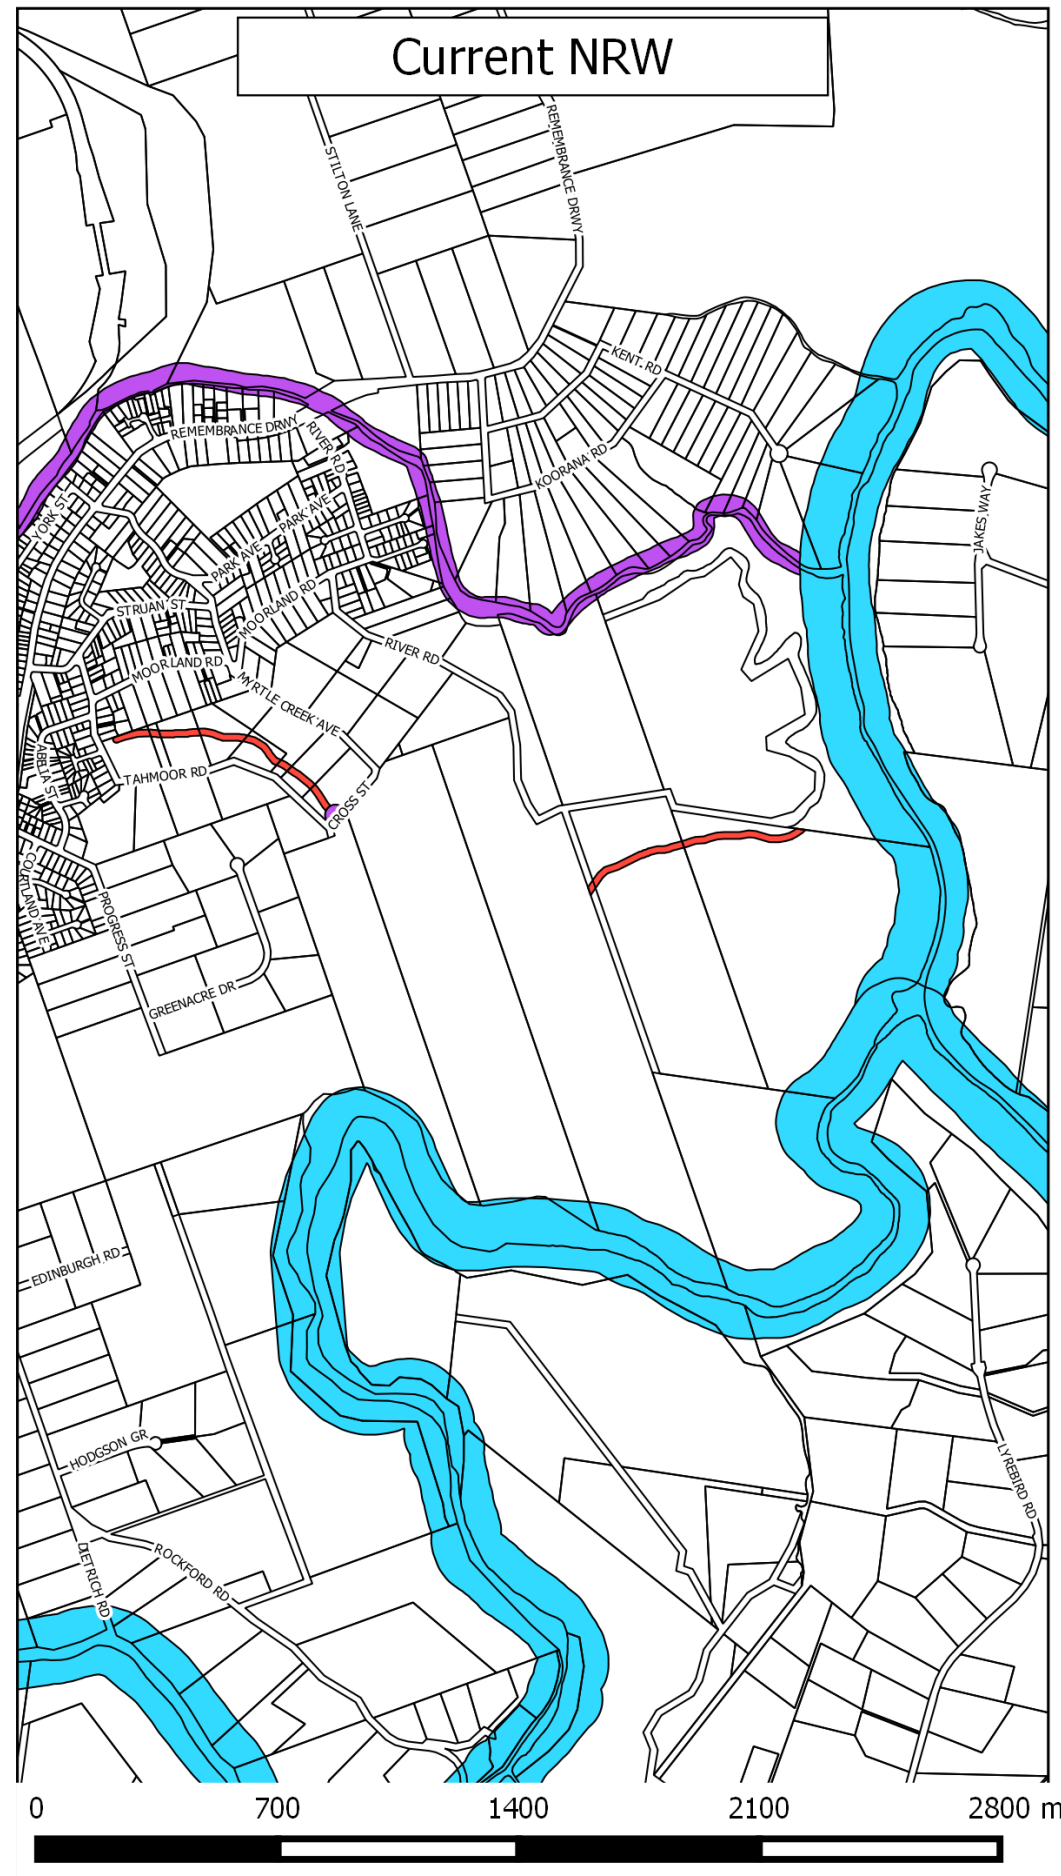 Current NRW
STILTON LANE
REMEMBRANCE DRWY
KENT RD
REMEMBRANCE DRWY
RIVER RD
KOORANA RD
YORK ST
PARK AVE
PARK AVE
JAKES WAY
STRUAN ST
MOORLAND RD
RIVER RD
MOORLAND RD
MYRTLE CREEK AVE
ABELIA ST
TAHMOOR RD
CROSS ST
COURTLAND AVE
PROGRESS ST
GREENACRE DR
EDINBURGH RD
HODGSON GR
LYREBIRD RD
DIETRICH RD
ROCKFORD RD
0 700 1400 2100 2800 m